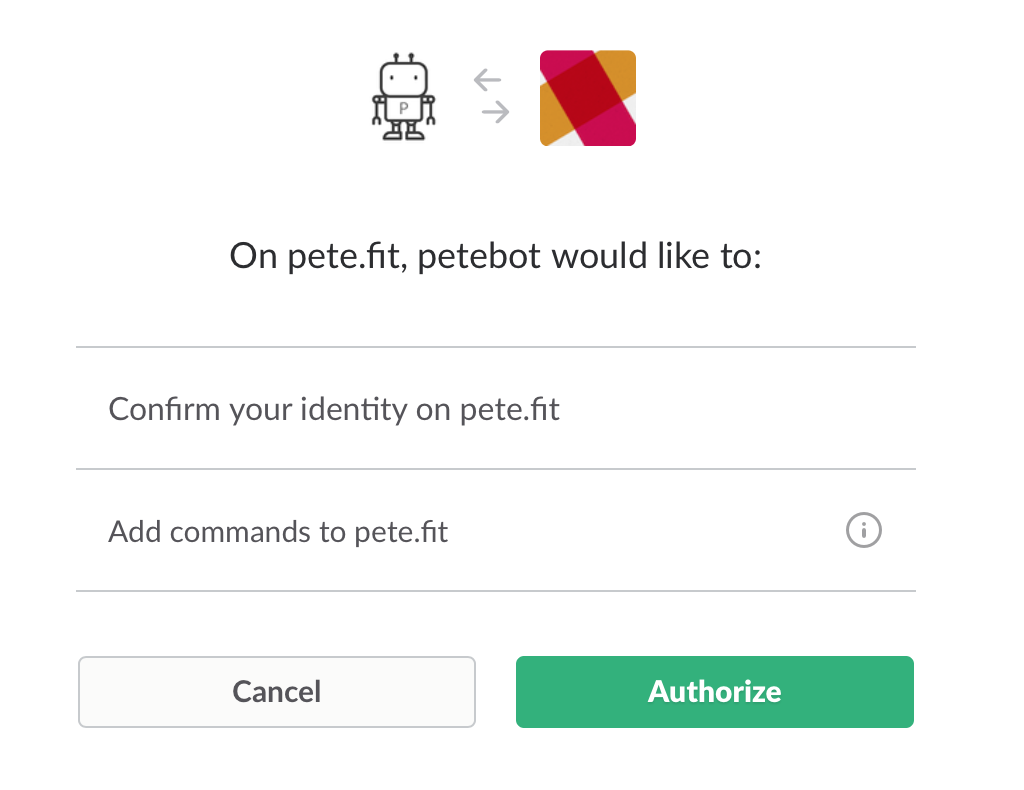 P
On pete.fit, petebot would like to:
Confirm your identity on pete.fit
Add commands to pete.fit
Cancel
Authorize